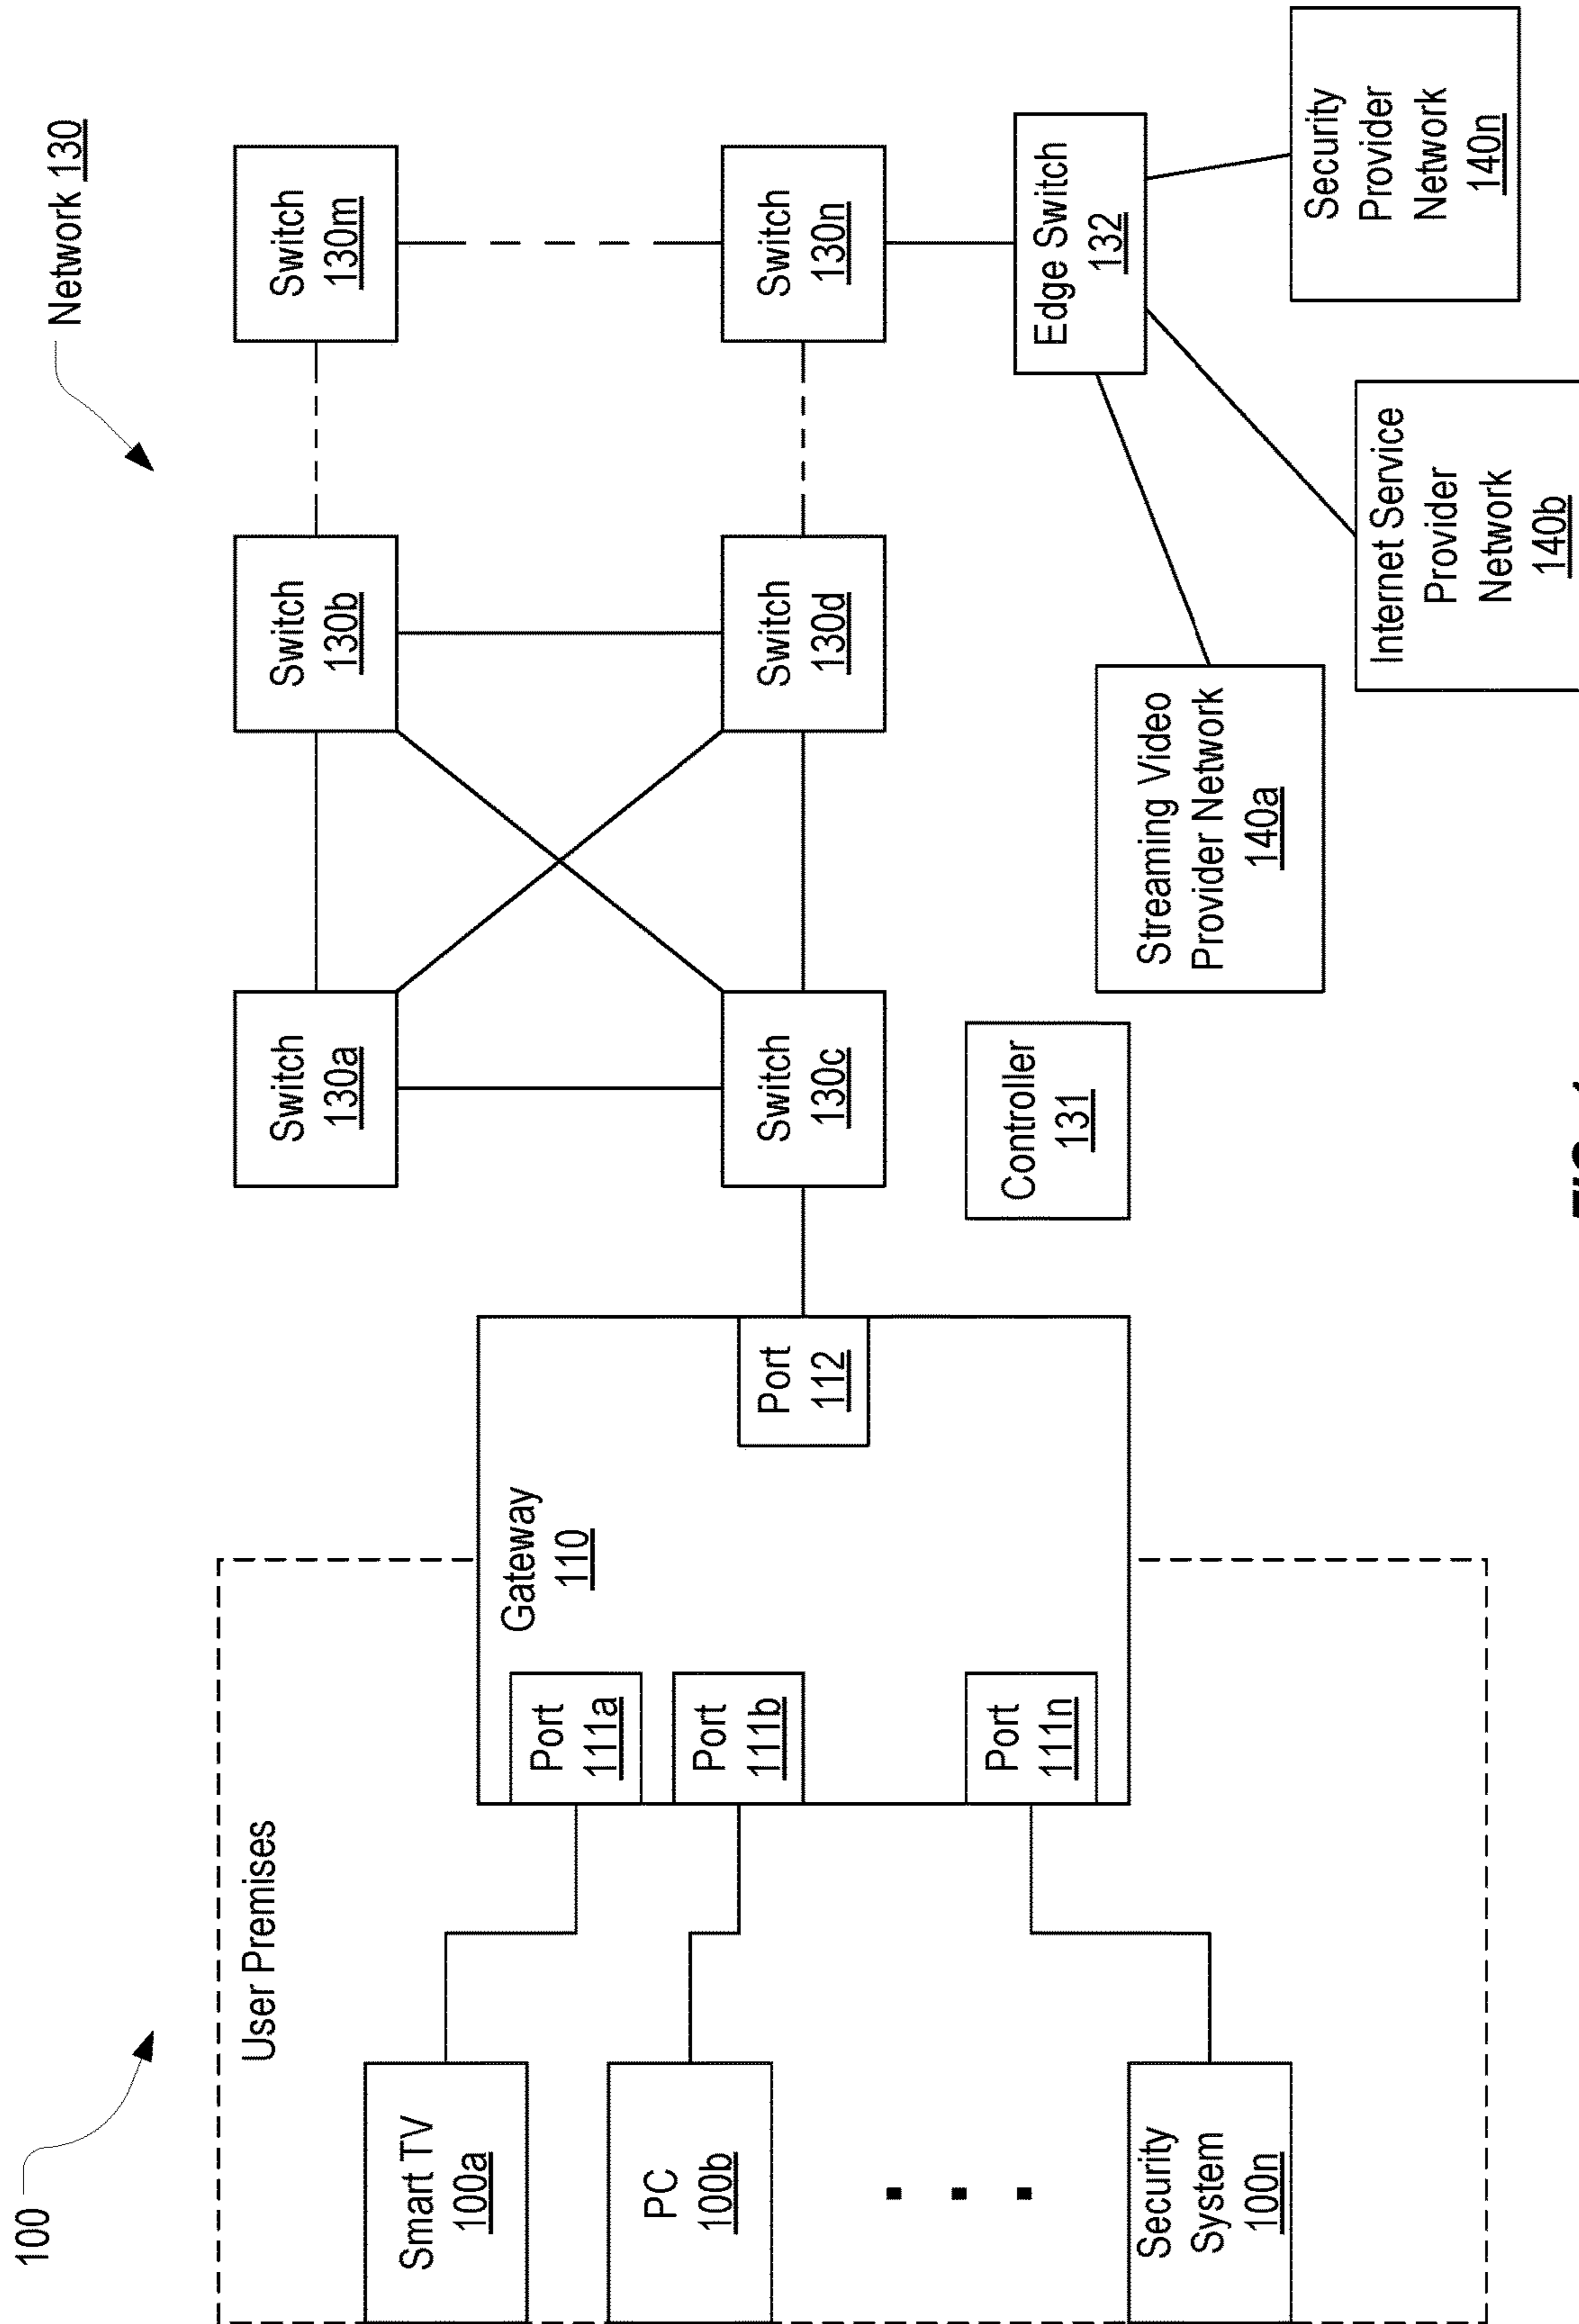 100
Network 130
User Premises
Smart TV
100a
PC
100b
Security
System
100n
Gateway
110
Port
111a
Port
111b
Port
111n
Port
112
Switch
130a
Switch
130b
Switch
130m
Switch
130c
Switch
130d
Switch
130n
Controller
131
Edge Switch
132
Streaming Video
Provider Network
140a
Internet Service
Provider
Network
140b
Security
Provider
Network
140n